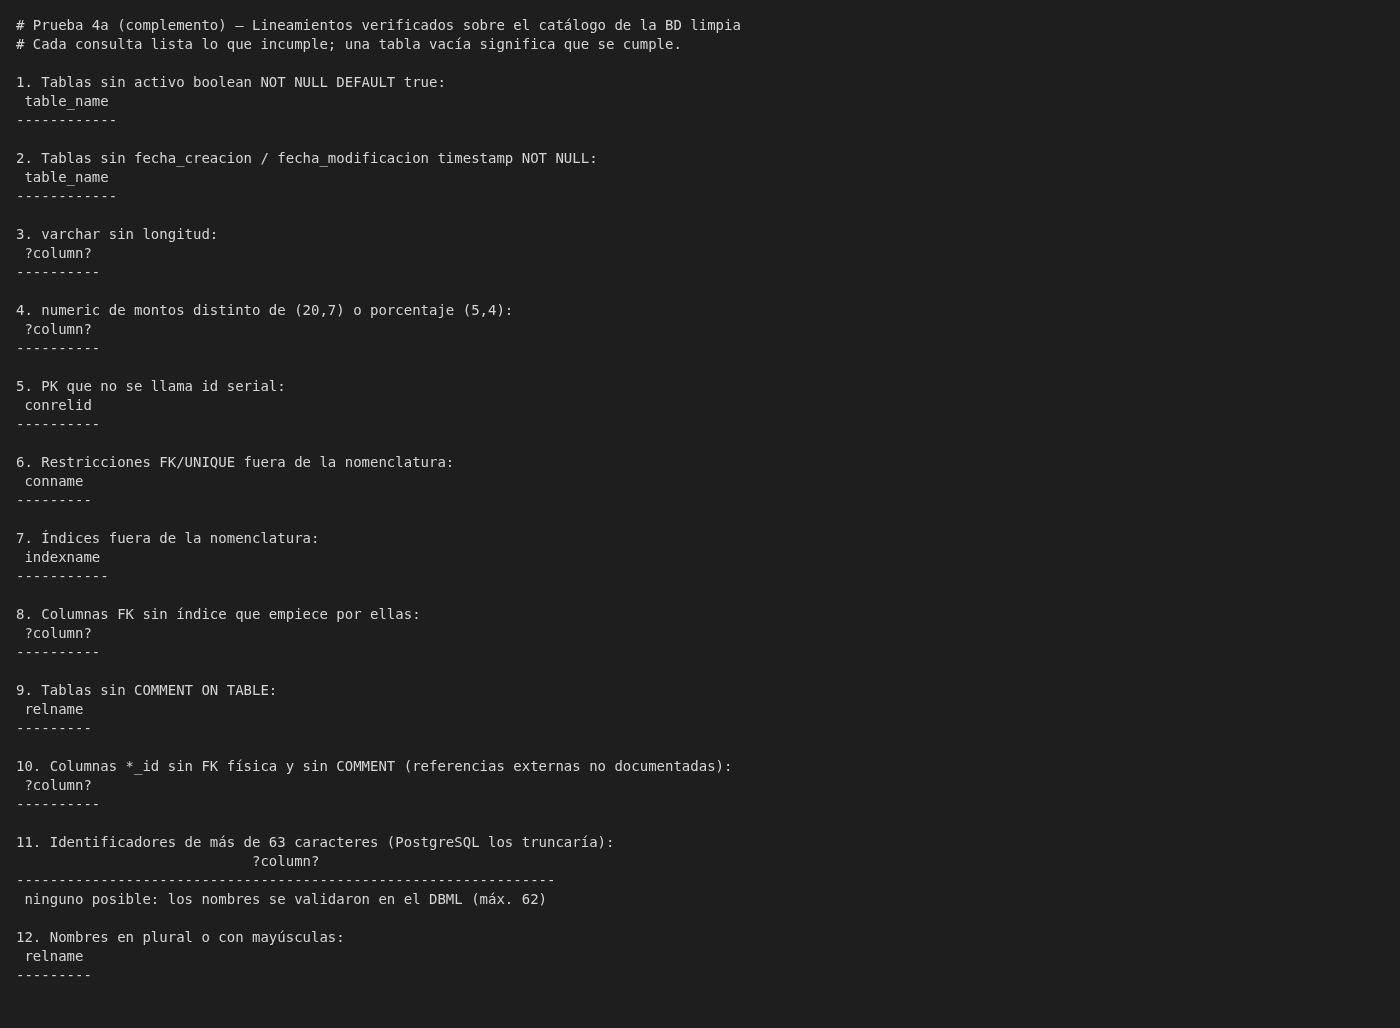 # Prueba 4a (complemento) — Lineamientos verificados sobre el catálogo de la BD limpia
# Cada consulta lista lo que incumple; una tabla vacía significa que se cumple.
1. Tablas sin activo boolean NOT NULL DEFAULT true:
table_name
------------
2. Tablas sin fecha_creacion / fecha_modificacion timestamp NOT NULL:
table_name
------------
3. varchar sin longitud:
?column?
----------
4. numeric de montos distinto de (20,7) o porcentaje (5,4):
?column?
----------
5. PK que no se llama id serial:
conrelid
----------
6. Restricciones FK/UNIQUE fuera de la nomenclatura:
conname
---------
7. Índices fuera de la nomenclatura:
indexname
-----------
8. Columnas FK sin índice que empiece por ellas:
?column?
----------
9. Tablas sin COMMENT ON TABLE:
relname
---------
10. Columnas *_id sin FK física y sin COMMENT (referencias externas no documentadas):
?column?
----------
11. Identificadores de más de 63 caracteres (PostgreSQL los truncaría):
?column?
----------------------------------------------------------------
ninguno posible: los nombres se validaron en el DBML (máx. 62)
12. Nombres en plural o con mayúsculas:
relname
---------